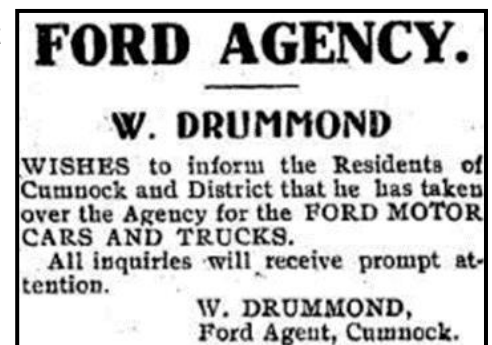 FORD AGENCY.
W. DRUMMOND
WISHES to inform the Residents of
Cumnock and District that he has taken
over the Agency for the FORD MOTOR
CARS AND TRUCKS.
All inquiries will receive prompt at-
tention.
W. DRUMMOND,
Ford Agent, Cumnock.